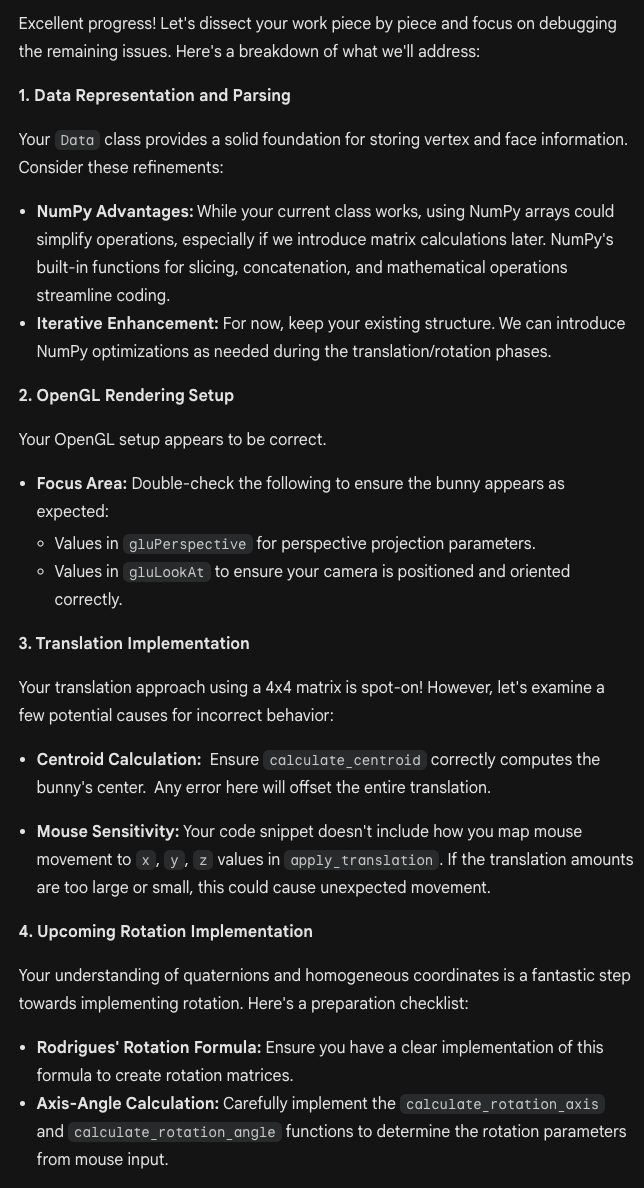 Excellent progress! Let's dissect your work piece by piece and focus on debugging
the remaining issues. Here's a breakdown of what we'll address:
1. Data Representation and Parsing
Your Data class provides a solid foundation for storing vertex and face information.
Consider these refinements:
• NumPy Advantages: While your current class works, using NumPy arrays could
simplify operations, especially if we introduce matrix calculations later. NumPy's
built-in functions for slicing, concatenation, and mathematical operations
streamline coding.
• Iterative Enhancement: For now, keep your existing structure. We can introduce
NumPy optimizations as needed during the translation/rotation phases.
2. OpenGL Rendering Setup
Your OpenGL setup appears to be correct.
• Focus Area: Double-check the following to ensure the bunny appears as
expected:
◦ Values in gluPerspective for perspective projection parameters.
◦ Values in gluLookAt to ensure your camera is positioned and oriented
correctly.
3. Translation Implementation
Your translation approach using a 4x4 matrix is spot-on! However, let's examine a
few potential causes for incorrect behavior:
• Centroid Calculation: Ensure calculate_centroid correctly computes the
bunny's center. Any error here will offset the entire translation.
• Mouse Sensitivity: Your code snippet doesn't include how you map mouse
movement to x, y, z values in apply_translation. If the translation amounts
are too large or small, this could cause unexpected movement.
4. Upcoming Rotation Implementation
Your understanding of quaternions and homogeneous coordinates is a fantastic step
towards implementing rotation. Here's a preparation checklist:
• Rodrigues' Rotation Formula: Ensure you have a clear implementation of this
formula to create rotation matrices.
• Axis-Angle Calculation: Carefully implement the calculate_rotation_axis
and calculate_rotation_angle functions to determine the rotation parameters
from mouse input.